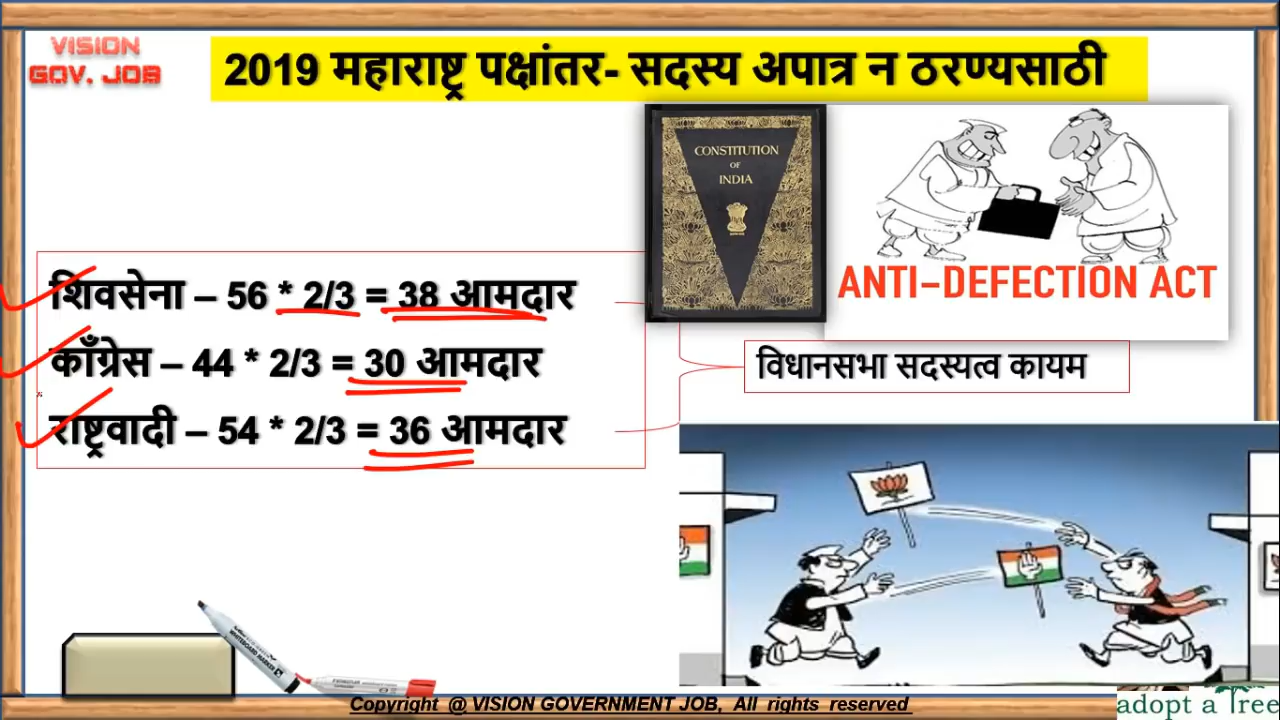 VISION
GOV. JOB
2019 महाराष्ट्र पक्षांतर- सदस्य अपात्र न ठरण्यासाठी
CONSTITUTION
OF
INDIA
ANTI-DEFECTION ACT
शिवसेना – 56 * 2/3 = 38 आमदार
काँग्रेस – 44 * 2/3 = 30 आमदार
राष्ट्रवादी – 54 * 2/3 = 36 आमदार
विधानसभा सदस्यत्व कायम
WHITEBOARD MARKER
Copyright @ VISION GOVERNMENT JOB, All rights reserved
adopt a Tree